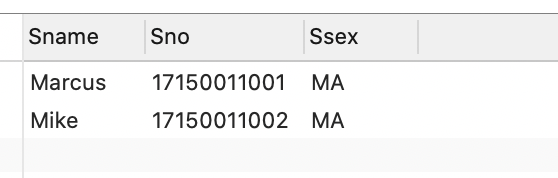 Sname Sno Ssex
Marcus 17150011001 MA
Mike 17150011002 MA